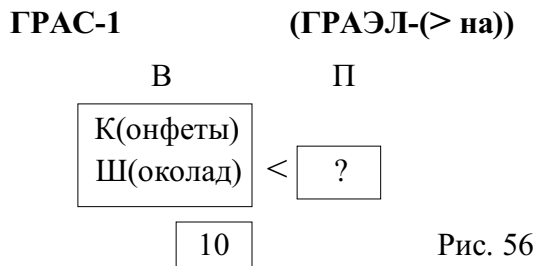 ГРАС-1 (ГРАЭЛ-(> на))
В П
К(онфеты)
Ш(околад) < ?
10 Рис. 56